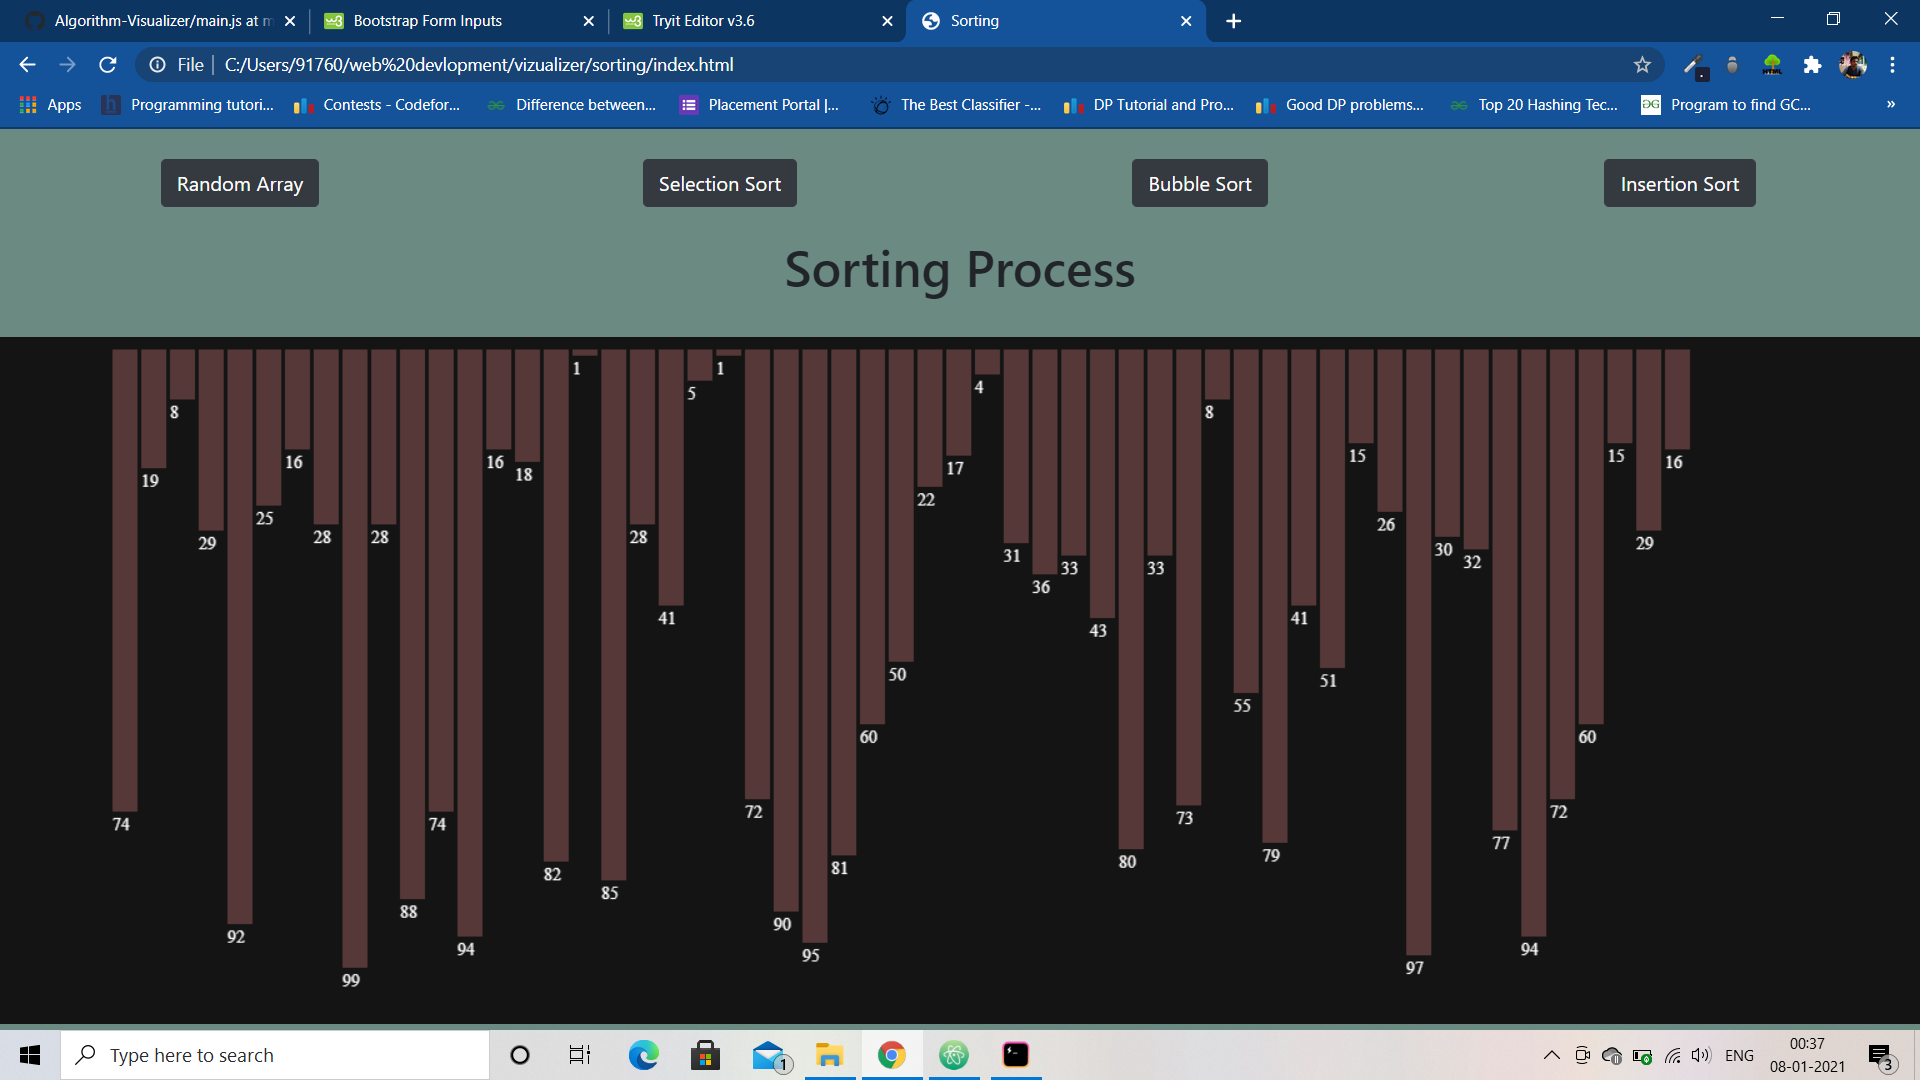 Algorithm-Visualizer/main.js at m
Bootstrap Form Inputs
Tryit Editor v3.6
Sorting
File
C:/Users/91760/web%20devlopment/vizualizer/sorting/index.html
Apps
Programming tutori...
Contests - Codefor...
Difference between...
Placement Portal |...
The Best Classifier -...
DP Tutorial and Pro...
Good DP problems...
Top 20 Hashing Tec...
Program to find GC...
»
Random Array
Selection Sort
Bubble Sort
Insertion Sort
Sorting Process
74
19
8
29
92
25
16
28
99
28
88
74
94
16
18
82
1
85
28
41
5
1
72
90
95
81
60
50
22
17
4
31
36
33
43
80
33
73
8
55
79
41
51
15
26
97
30
32
77
94
72
60
15
29
16
Type here to search
1
ENG
00:37
08-01-2021
3